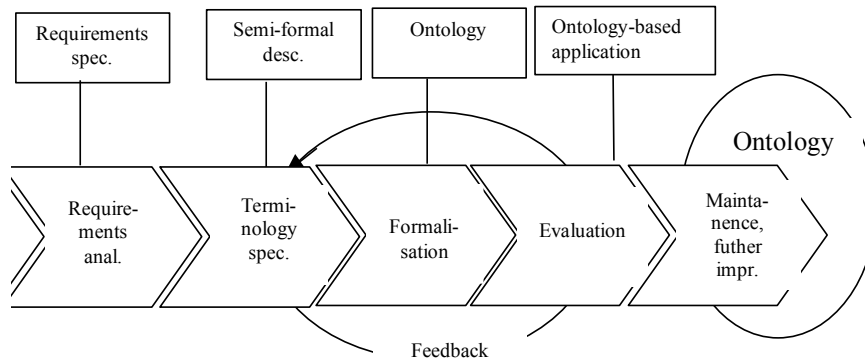 Requirements
spec.
Semi-formal
desc.
Ontology
Ontology-based
application
Ontology
Require-
ments
anal.
Termi-
nology
spec.
Formali-
sation
Evaluation
Mainta-
nence,
futher
impr.
Feedback